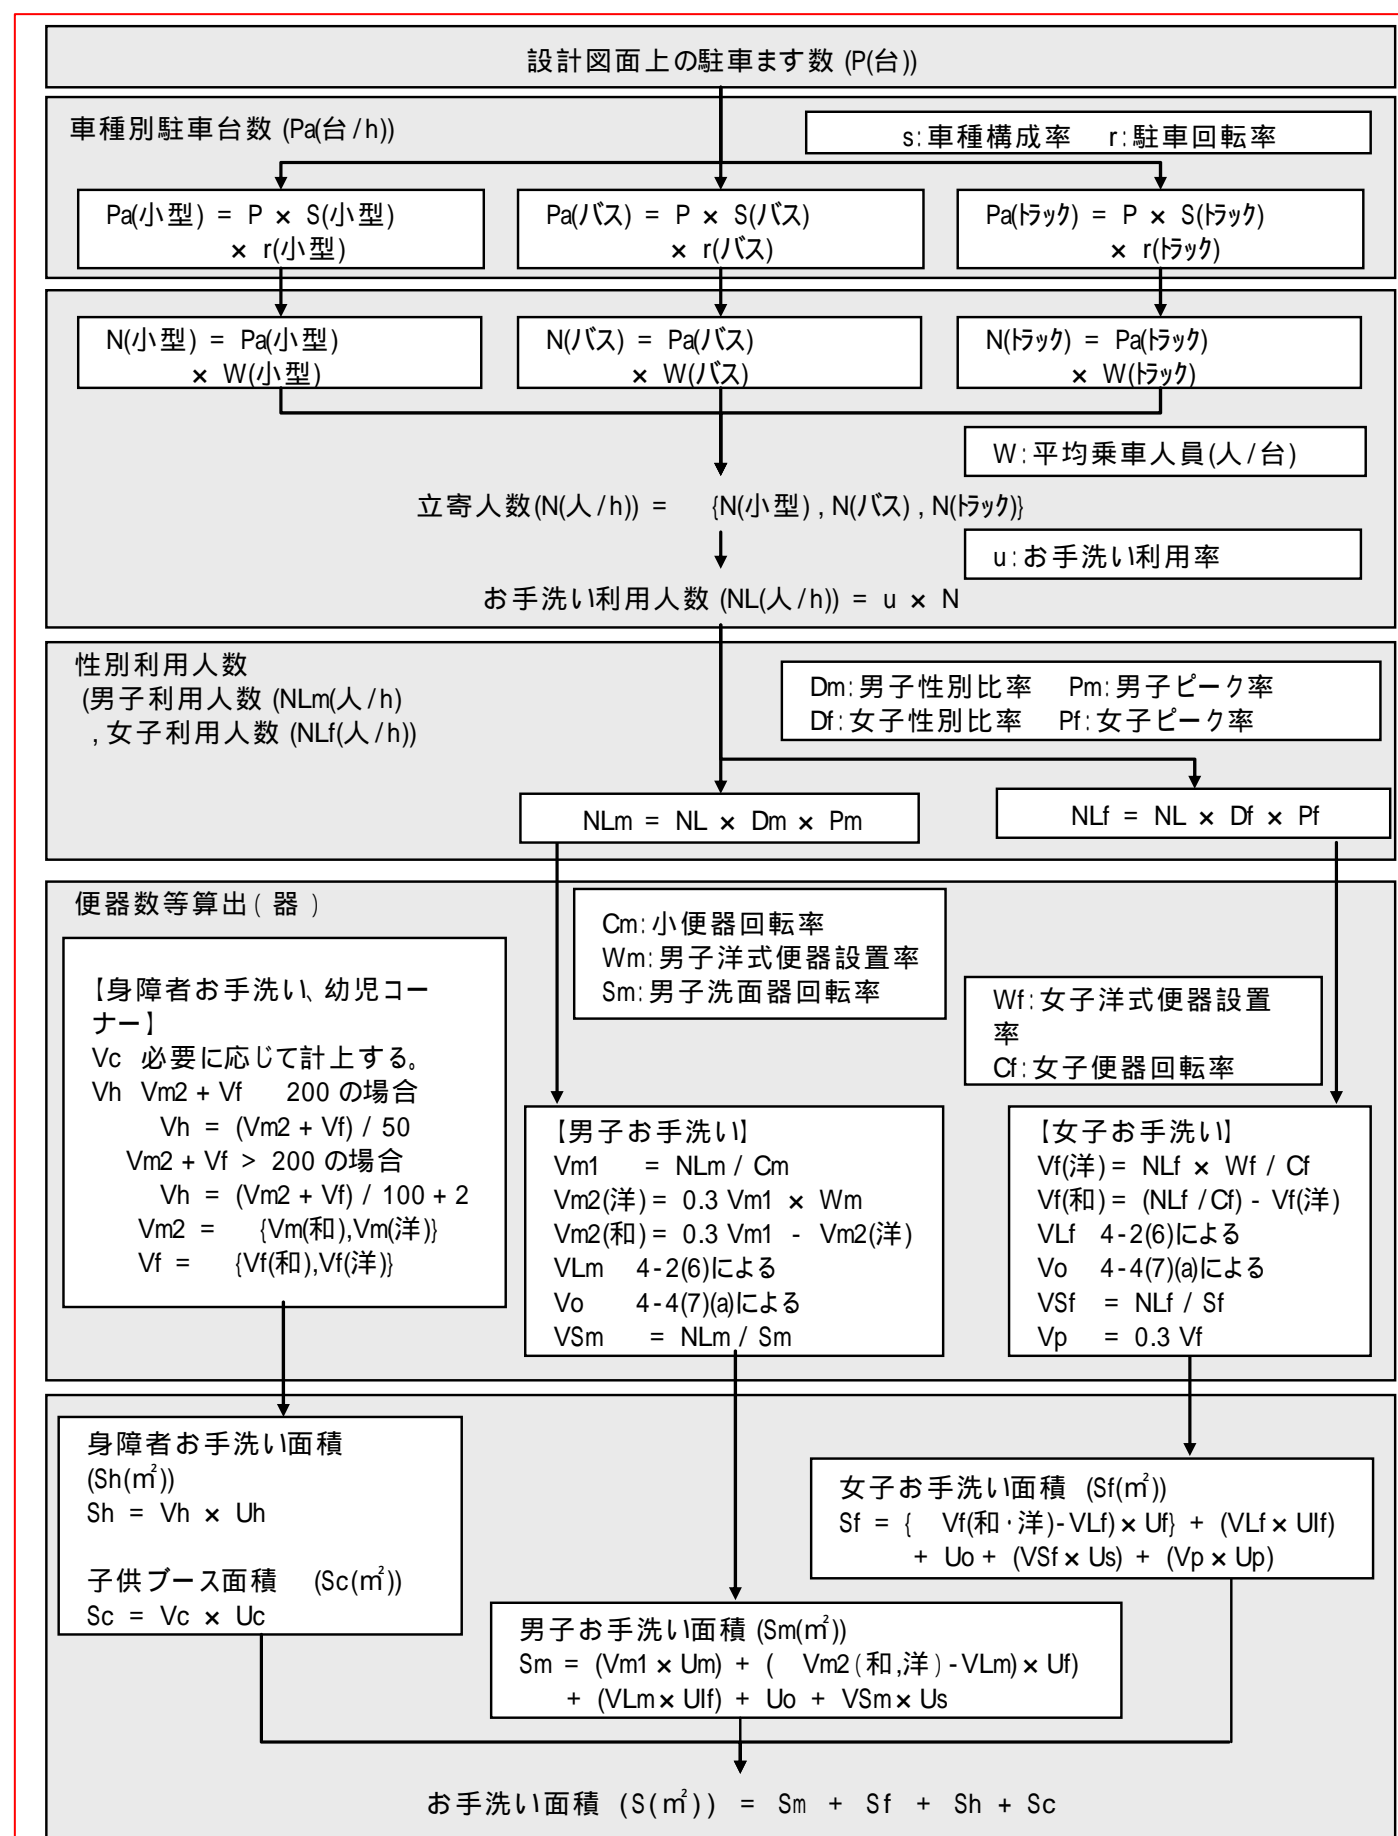 設計図面上の駐車ます数 (P(台))
車種別駐車台数 (Pa(台/h))
s:車種構成率　r:駐車回転率
Pa(小型) = P × S(小型)
× r(小型)
Pa(バス) = P × S(バス)
× r(バス)
Pa(トラック) = P × S(トラック)
× r(トラック)
N(小型) = Pa(小型)
× W(小型)
N(バス) = Pa(バス)
× W(バス)
N(トラック) = Pa(トラック)
× W(トラック)
W:平均乗車人員(人/台)
立寄人数(N(人/h)) =　{N(小型) , N(バス) , N(トラック)}
u:お手洗い利用率
お手洗い利用人数 (NL(人/h)) = u × N
性別利用人数
(男子利用人数 (NLm(人/h)
, 女子利用人数 (NLf(人/h))
Dm:男子性別比率　Pm:男子ピーク率
Df:女子性別比率　Pf:女子ピーク率
NLm = NL × Dm × Pm
NLf = NL × Df × Pf
便器数等算出( 器 )
Cm:小便器回転率
Wm:男子洋式便器設置率
Sm:男子洗面器回転率
Wf:女子洋式便器設置
率
Cf:女子便器回転率
【身障者お手洗い、幼児コー
ナー】
Vc 必要に応じて計上する。
Vh Vm2 + Vf　200 の場合
Vh = (Vm2 + Vf) / 50
Vm2 + Vf > 200 の場合
Vh = (Vm2 + Vf) / 100 + 2
Vm2 =　{Vm(和),Vm(洋)}
Vf =　{Vf(和),Vf(洋)}
【男子お手洗い】
Vm1　= NLm / Cm
Vm2(洋) = 0.3 Vm1 × Wm
Vm2(和) = 0.3 Vm1 - Vm2(洋)
VLm　4-2(6)による
Vo　4-4(7)(a)による
VSm　= NLm / Sm
【女子お手洗い】
Vf(洋) = NLf × Wf / Cf
Vf(和) = (NLf /Cf) - Vf(洋)
VLf　4-2(6)による
Vo　4-4(7)(a)による
VSf　= NLf / Sf
Vp　= 0.3 Vf
身障者お手洗い面積
(Sh(㎡))
Sh = Vh × Uh
子供ブース面積　(Sc(㎡))
Sc = Vc × Uc
女子お手洗い面積 (Sf(㎡))
Sf = {　Vf(和・洋)-VLf) × Uf} + (VLf × Ulf)
+ Uo + (VSf × Us) + (Vp × Up)
男子お手洗い面積 (Sm(㎡))
Sm = (Vm1 × Um) + (　Vm2(和,洋)-VLm) × Uf)
+ (VLm × Ulf) + Uo + VSm × Us
お手洗い面積 (S(㎡)) = Sm + Sf + Sh + Sc